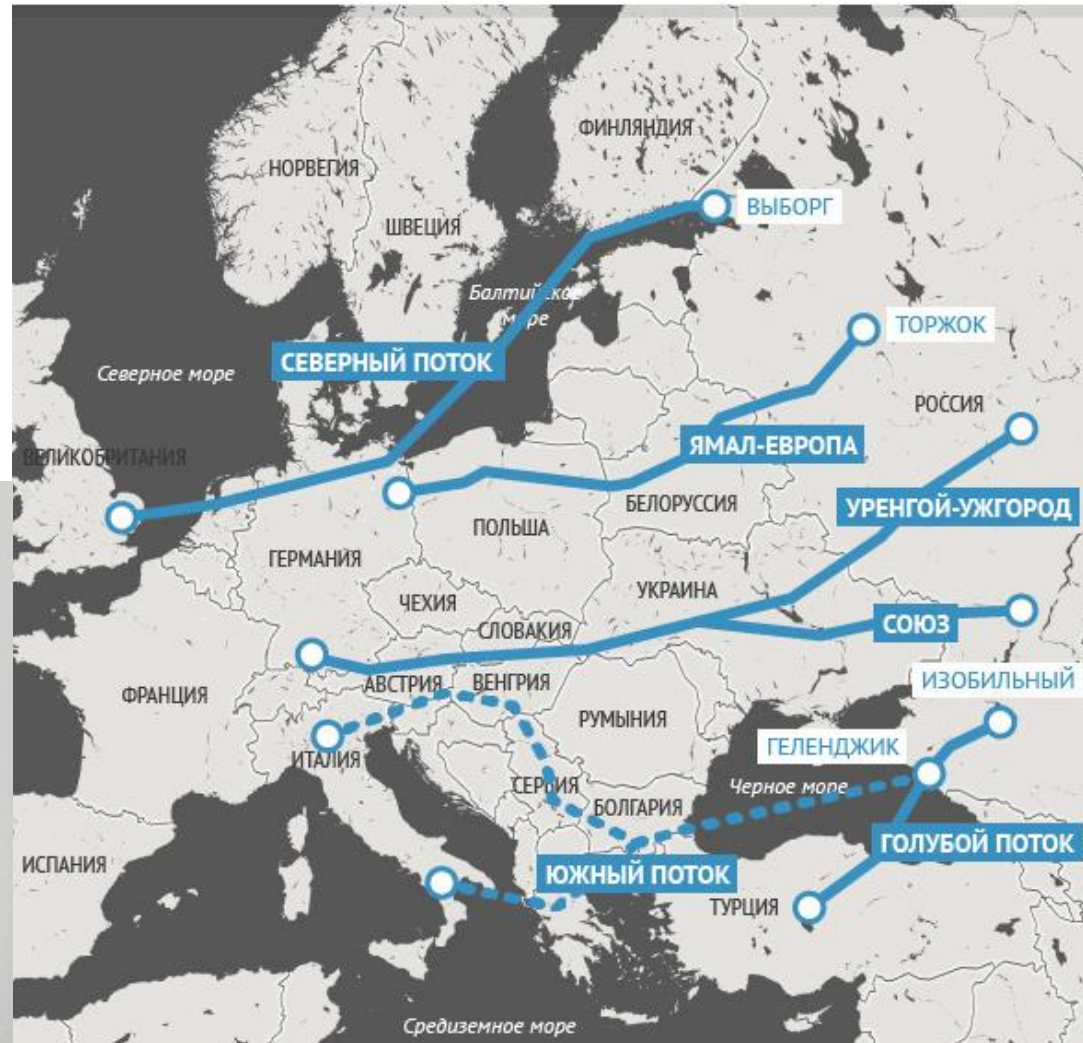 ФИНЛЯНДИЯ
НОРВЕГИЯ
ВЫБОРГ
ШВЕЦИЯ
Балтийское
море
ТОРЖОК
СЕВЕРНЫЙ ПОТОК
Северное море
РОССИЯ
ЯМАЛ-ЕВРОПА
ВЕЛИКОБРИТАНИЯ
БЕЛОРУССИЯ
УРЕНГОЙ-УЖГОРОД
ПОЛЬША
ГЕРМАНИЯ
УКРАИНА
ЧЕХИЯ
СЛОВАКИЯ
СОЮЗ
АВСТРИЯ
ВЕНГРИЯ
ИЗОБИЛЬНЫЙ
ФРАНЦИЯ
РУМЫНИЯ
ГЕЛЕНДЖИК
ИТАЛИЯ
СЕРБИЯ
Черное море
БОЛГАРИЯ
ГОЛУБОЙ ПОТОК
ИСПАНИЯ
ЮЖНЫЙ ПОТОК
ТУРЦИЯ
Средиземное море